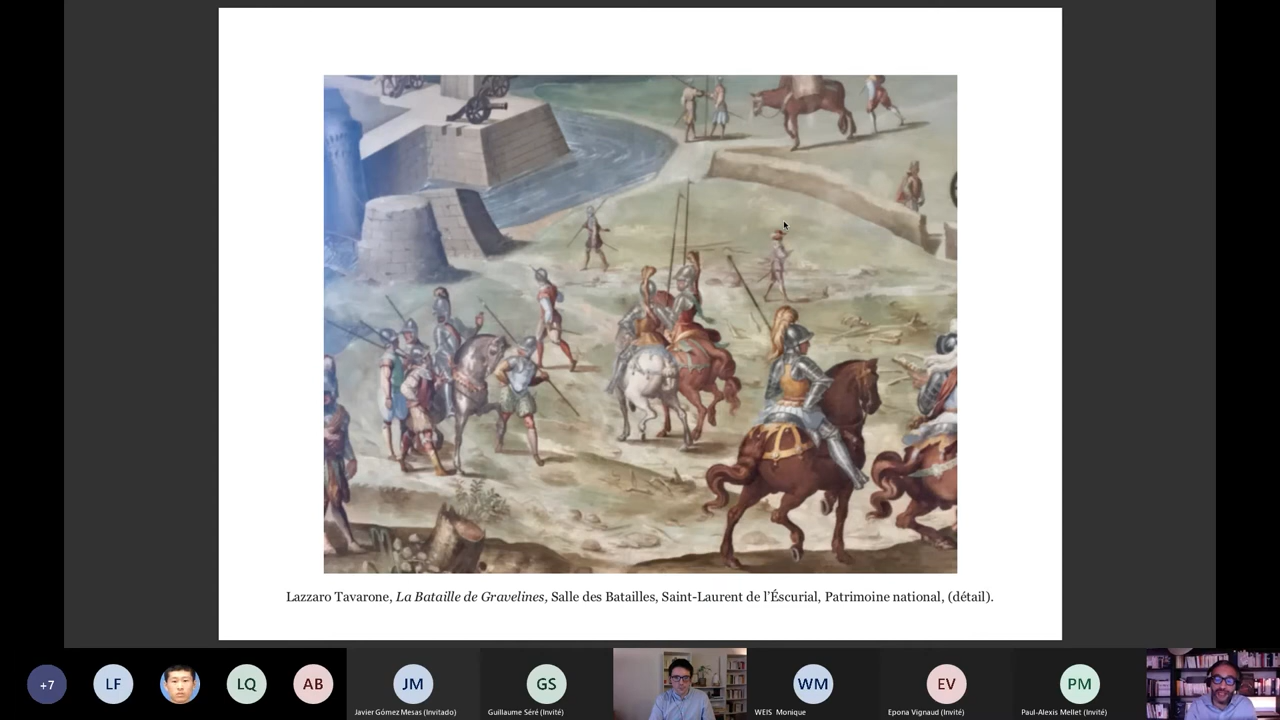 Lazzaro Tavarone, La Bataille de Gravelines, Salle des Batailles, Saint-Laurent de l'Éscurial, Patrimoine national, (détail).
+7
LF
LQ
AB
JM
GS
WM
EV
PM
Javier Gómez Mesas (Invitado)
Guillaume Séré (Invité)
WEIS Monique
Epona Vignaud (Invité)
Paul-Alexis Mellet (Invité)